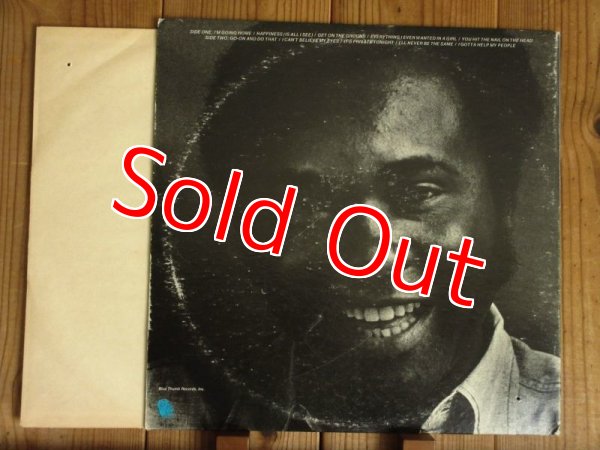 SIDE ONE: I'M GOING HOME / HAPPINESS (IS ALL I SEE) / GET ON THE GROUND / EVERYTHING I EVER WANTED IN A GIRL / YOU HIT THE NAIL ON THE HEAD
SIDE TWO: GO-ON AND DO THAT / I CAN'T BELIEVE MY EYES / IT'S PRIVATE TONIGHT / I'LL NEVER BE THE SAME / I GOTTA HELP MY PEOPLE
Sold Out
Blue Thumb Records, Inc.